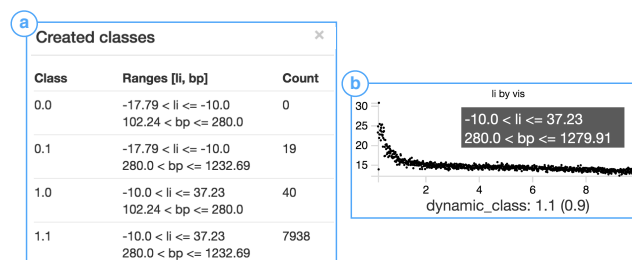 a
Created classes ×
Class Ranges [li, bp] Count
0.0 -17.79 < li <= -10.0 0
102.24 < bp <= 280.0
0.1 -17.79 < li <= -10.0 19
280.0 < bp <= 1232.69
1.0 -10.0 < li <= 37.23 40
102.24 < bp <= 280.0
1.1 -10.0 < li <= 37.23 7938
280.0 < bp <= 1232.69
b
li by vis
-10.0 < li <= 37.23
280.0 < bp <= 1279.91
30
25
20
15
2 4 6 8
dynamic_class: 1.1 (0.9)